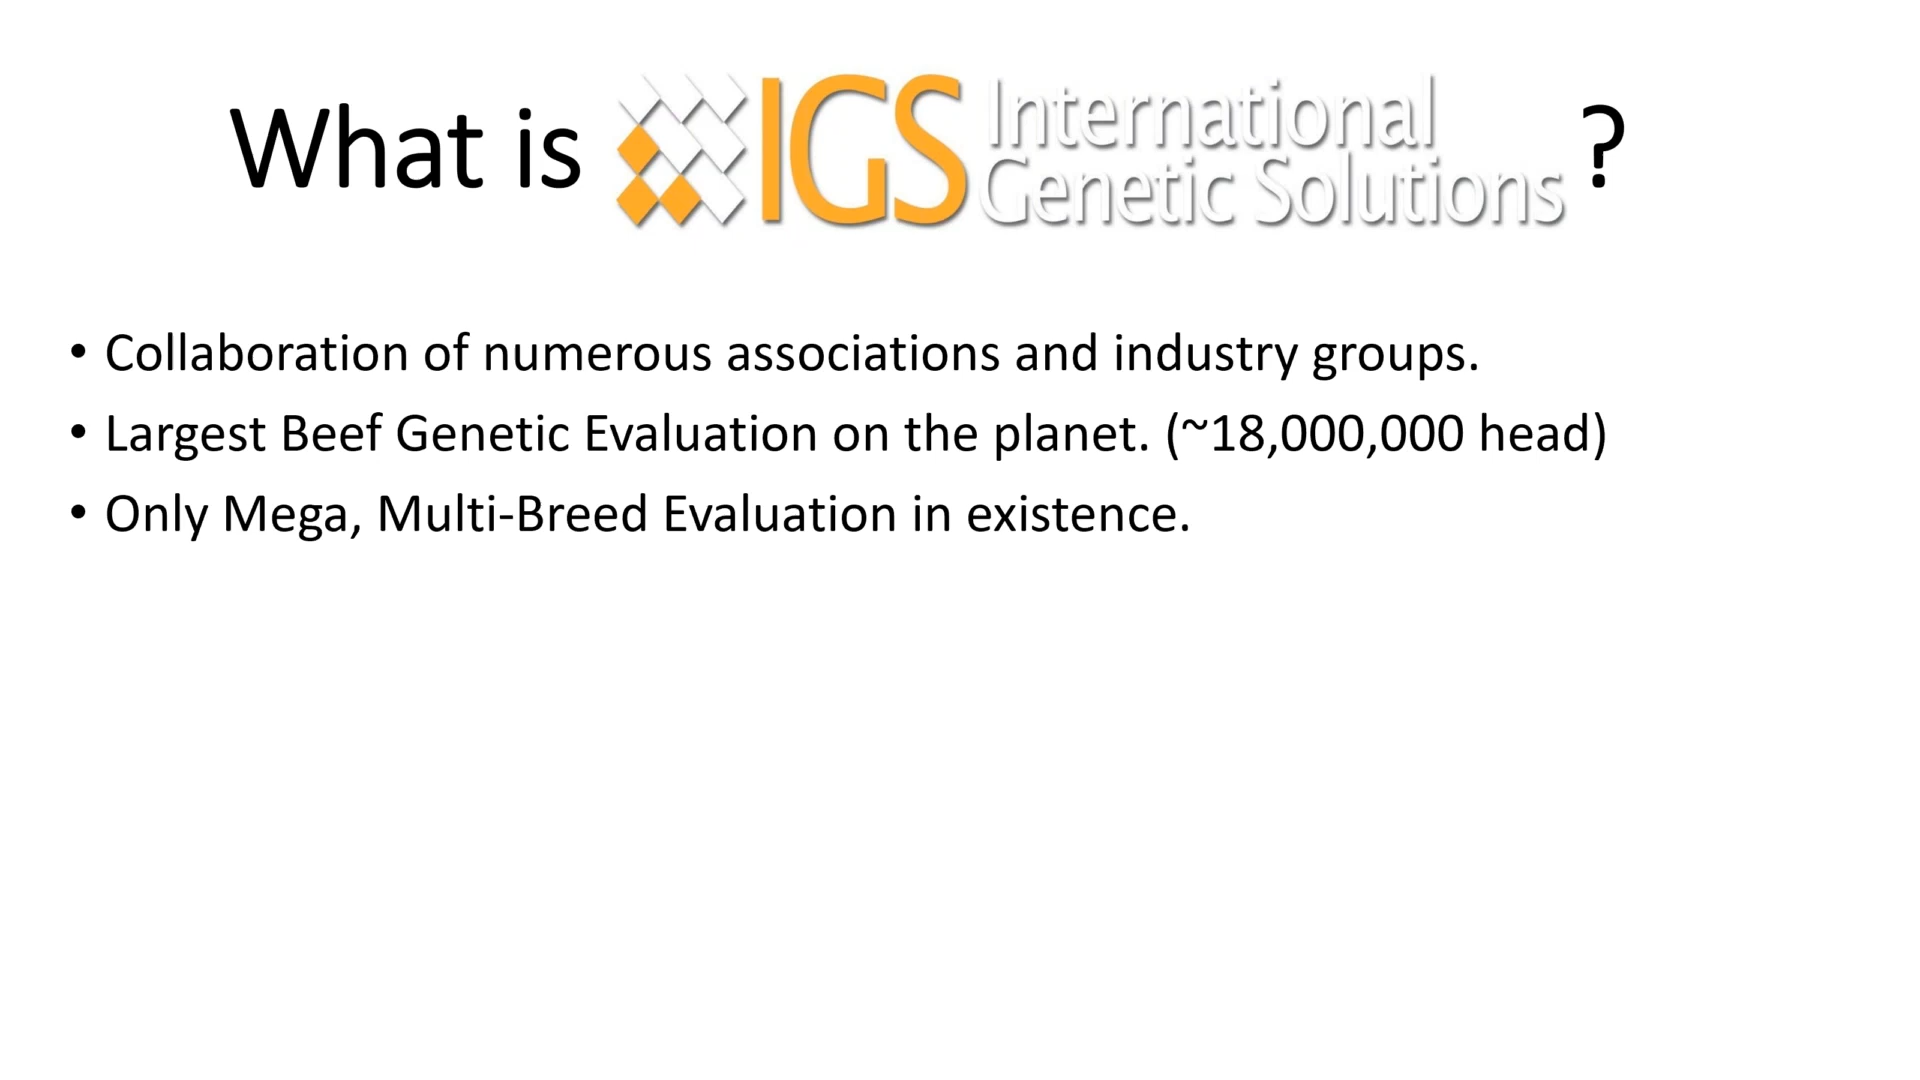 What is IGS International Genetic Solutions ?
• Collaboration of numerous associations and industry groups.
• Largest Beef Genetic Evaluation on the planet. (~18,000,000 head)
• Only Mega, Multi-Breed Evaluation in existence.